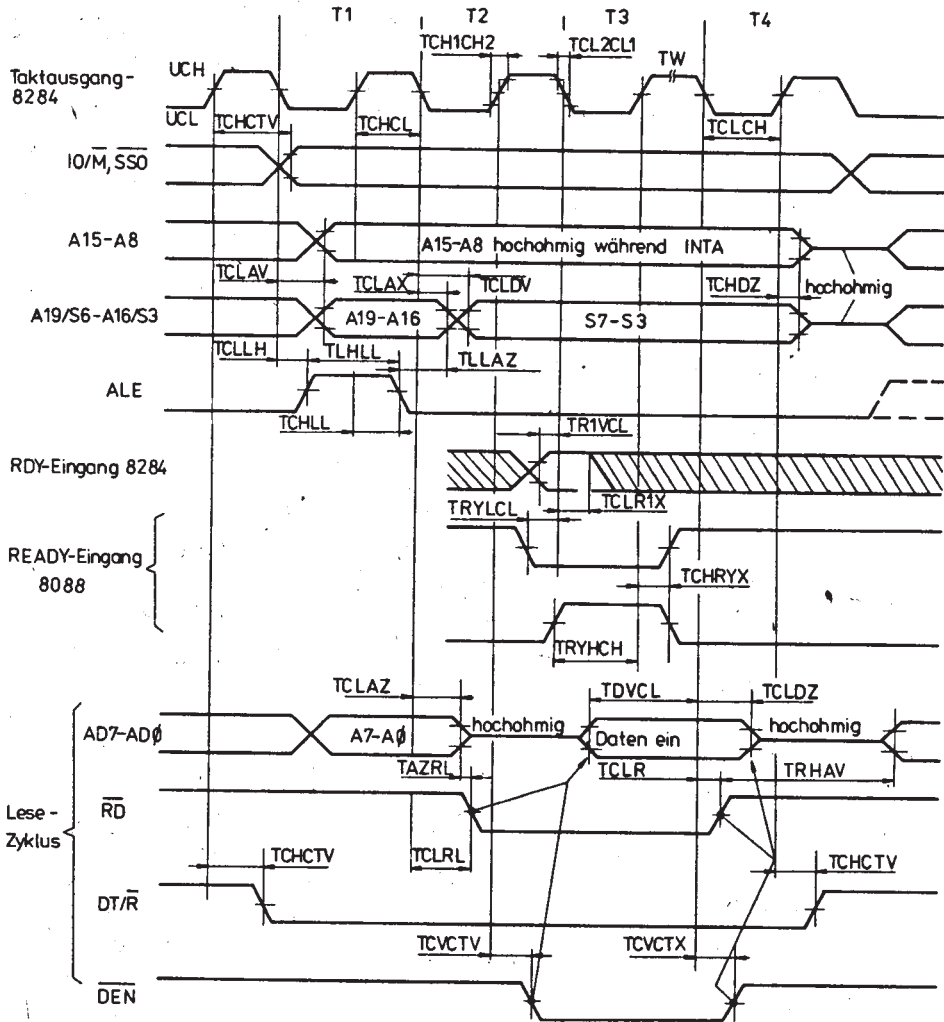 T1 T2 T3 T4
TCH1CH2 TCL2CL1
TW
UCH
Taktausgang-
8284
UCL
TCHCTV TCHCL TCLCH
IO/M̅, S̅S̅O̅
A15-A8
A15-A8 hochohmig während INTA
TCLAV TCLAX TCLDV TCHDZ hochohmig
A19/S6-A16/S3
A19-A16
S7-S3
TCLLH TLHLL TLLAZ
ALE
TCHLL
TR1VCL
RDY-Eingang 8284
TCLR1X
TRYLCL
READY-Eingang
8088
TCHRYX
TRYHCH
TCLAZ TDVCL TCLDZ
AD7-ADØ
A7-AØ
hochohmig
Daten ein
hochohmig
TAZRL TCLR TRHAV
R̅D̅
Lese-
Zyklus
TCLRL
TCHCTV TCHCTV
DT/R̅
TCVCTV TCVCTX
D̅E̅N̅